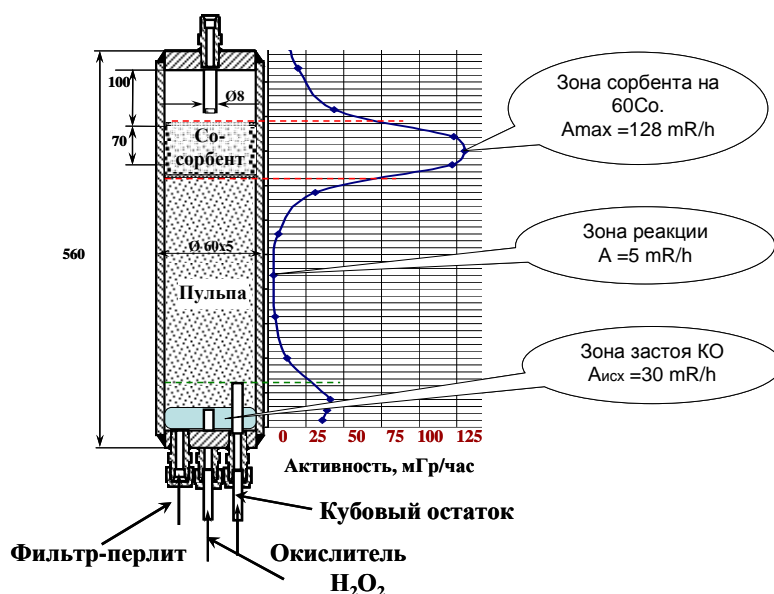 100
Ø8
70
Со-
сорбент
560
Ø 60х5
Пульпа
0 25 50 75 100 125
Активность, мГр/час
Зона сорбента на
60Co.
Amax =128 mR/h
Зона реакции
A =5 mR/h
Зона застоя КО
Aисх =30 mR/h
Кубовый остаток
Фильтр-перлит
Окислитель
H₂O₂